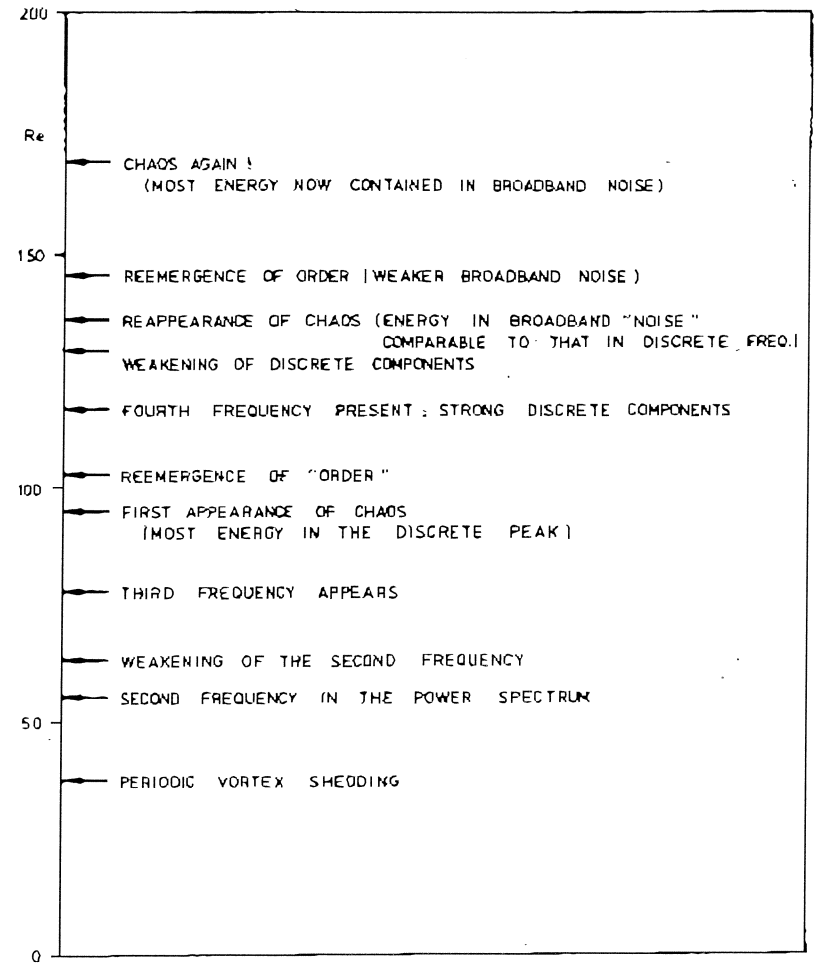 200
Re
CHAOS AGAIN !
(MOST ENERGY NOW CONTAINED IN BROADBAND NOISE)
150
REEMERGENCE OF ORDER (WEAKER BROADBAND NOISE)
REAPPEARANCE OF CHAOS (ENERGY IN BROADBAND "NOISE"
COMPARABLE TO THAT IN DISCRETE FREQ.)
WEAKENING OF DISCRETE COMPONENTS
FOURTH FREQUENCY PRESENT ; STRONG DISCRETE COMPONENTS
REEMERGENCE OF "ORDER"
100
FIRST APPEARANCE OF CHAOS
(MOST ENERGY IN THE DISCRETE PEAK)
THIRD FREQUENCY APPEARS
WEAKENING OF THE SECOND FREQUENCY
SECOND FREQUENCY IN THE POWER SPECTRUM
50
PERIODIC VORTEX SHEDDING
0